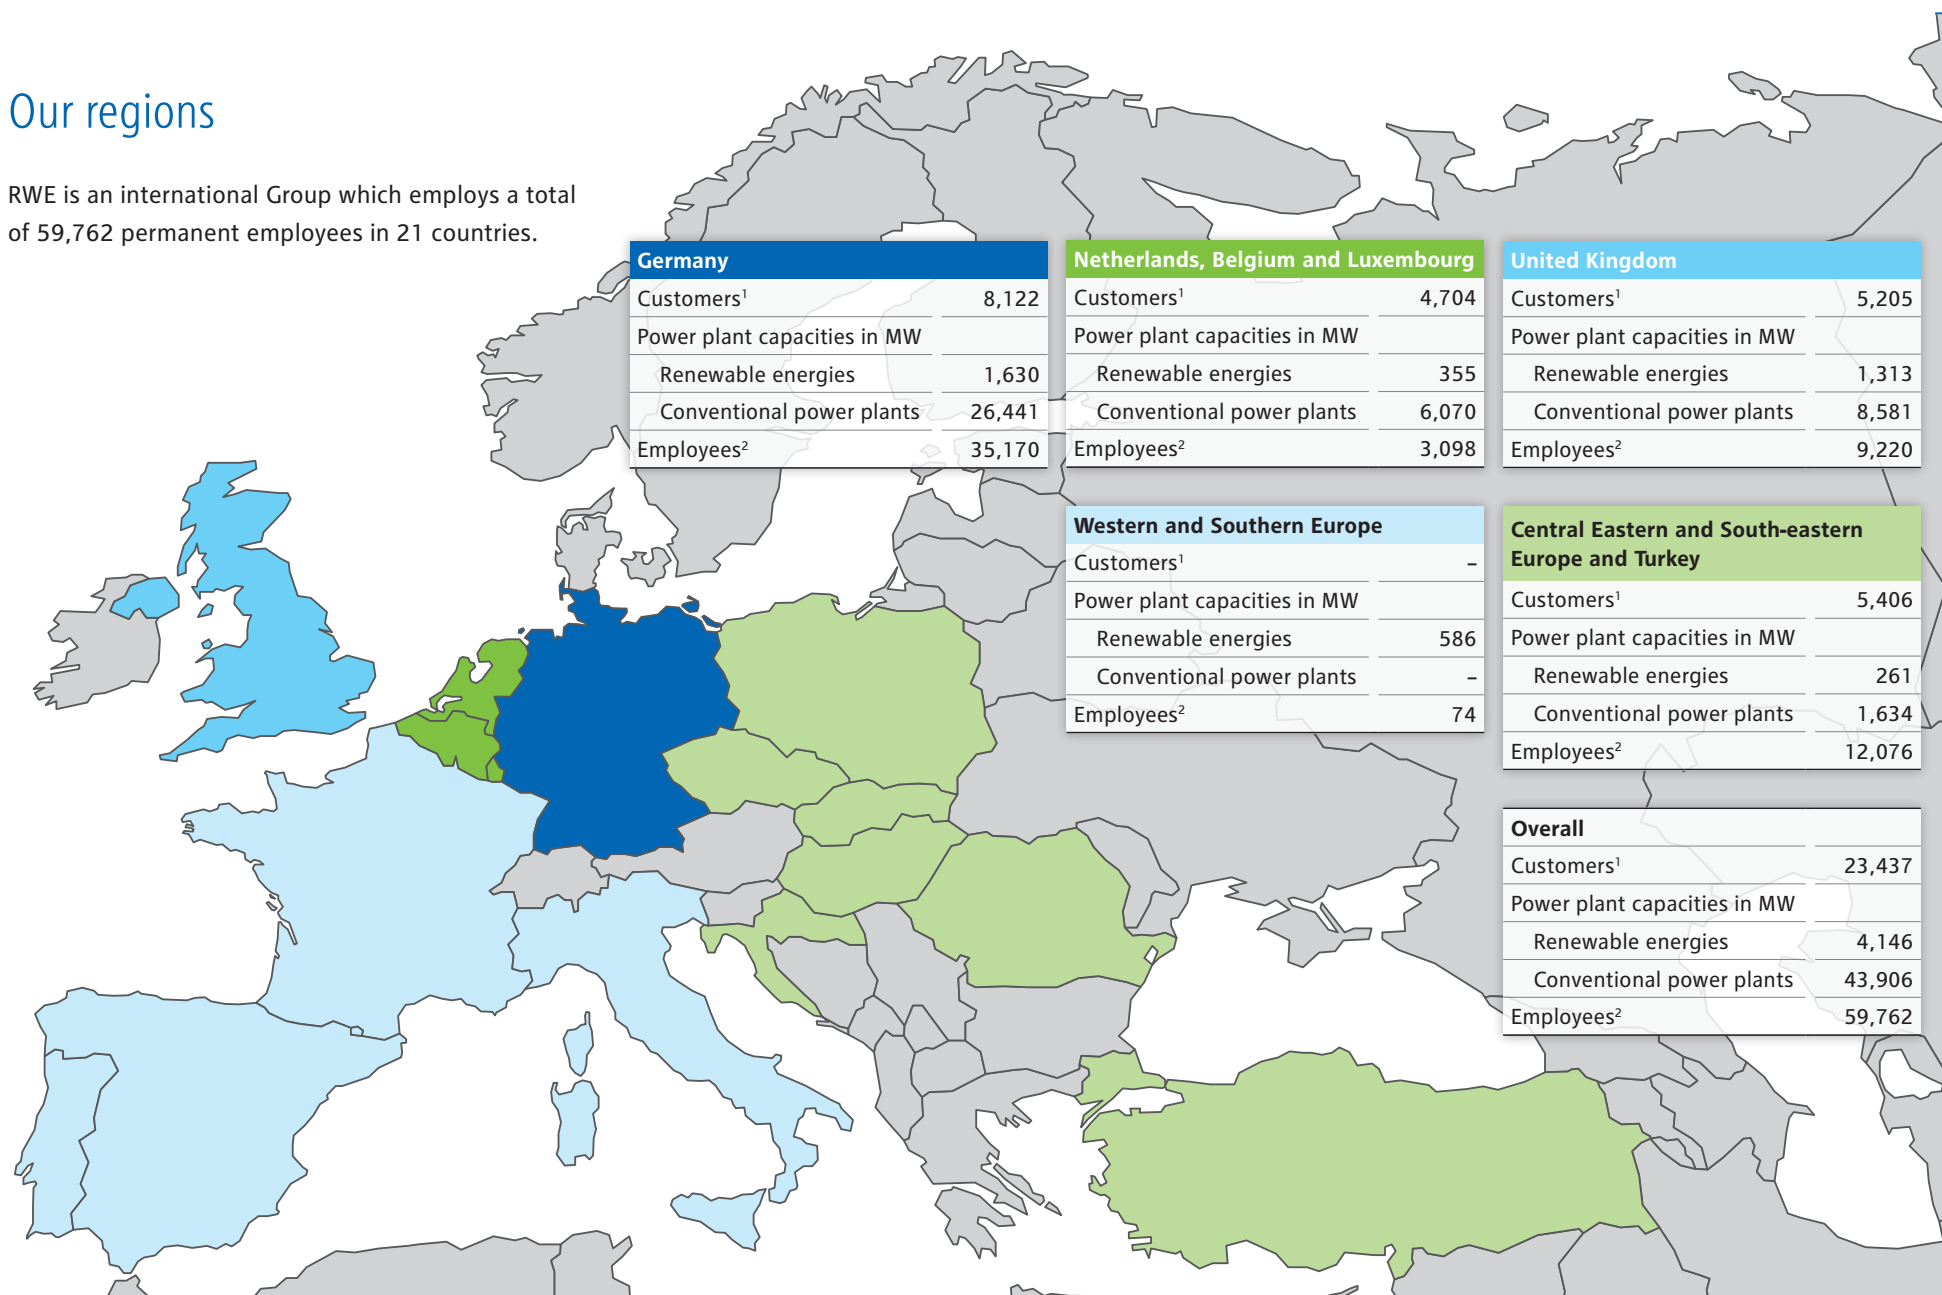 Our regions
RWE is an international Group which employs a total
of 59,762 permanent employees in 21 countries.
Germany
Customers¹ 8,122
Power plant capacities in MW
Renewable energies 1,630
Conventional power plants 26,441
Employees² 35,170
Netherlands, Belgium and Luxembourg
Customers¹ 4,704
Power plant capacities in MW
Renewable energies 355
Conventional power plants 6,070
Employees² 3,098
United Kingdom
Customers¹ 5,205
Power plant capacities in MW
Renewable energies 1,313
Conventional power plants 8,581
Employees² 9,220
Western and Southern Europe
Customers¹ –
Power plant capacities in MW
Renewable energies 586
Conventional power plants –
Employees² 74
Central Eastern and South-eastern
Europe and Turkey
Customers¹ 5,406
Power plant capacities in MW
Renewable energies 261
Conventional power plants 1,634
Employees² 12,076
Overall
Customers¹ 23,437
Power plant capacities in MW
Renewable energies 4,146
Conventional power plants 43,906
Employees² 59,762